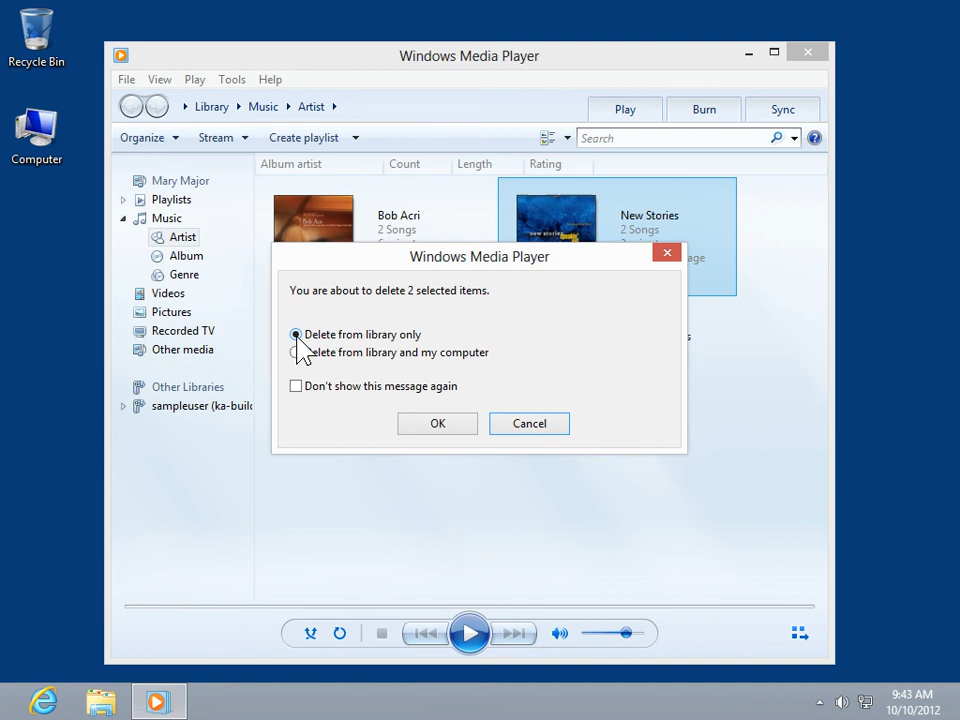 Recycle Bin
Computer
Windows Media Player
File View Play Tools Help
Library Music Artist
Play Burn Sync
Organize Stream Create playlist
Search
Album artist Count Length Rating
Mary Major
Playlists
Music
Artist
Album
Genre
Videos
Pictures
Recorded TV
Other media
Other Libraries
sampleuser (ka-build
Bob Acri
2 Songs
New Stories
2 Songs
new stories
Windows Media Player
You are about to delete 2 selected items.
Delete from library only
elete from library and my computer
Don't show this message again
OK Cancel
9:43 AM
10/10/2012